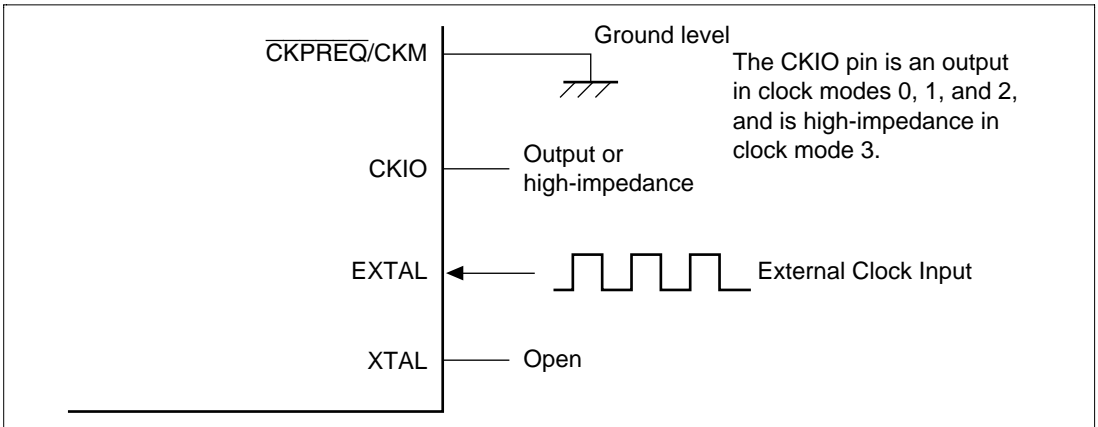 CKPREQ/CKM
Ground level
The CKIO pin is an output
in clock modes 0, 1, and 2,
and is high-impedance in
clock mode 3.
CKIO
Output or
high-impedance
EXTAL
External Clock Input
XTAL
Open